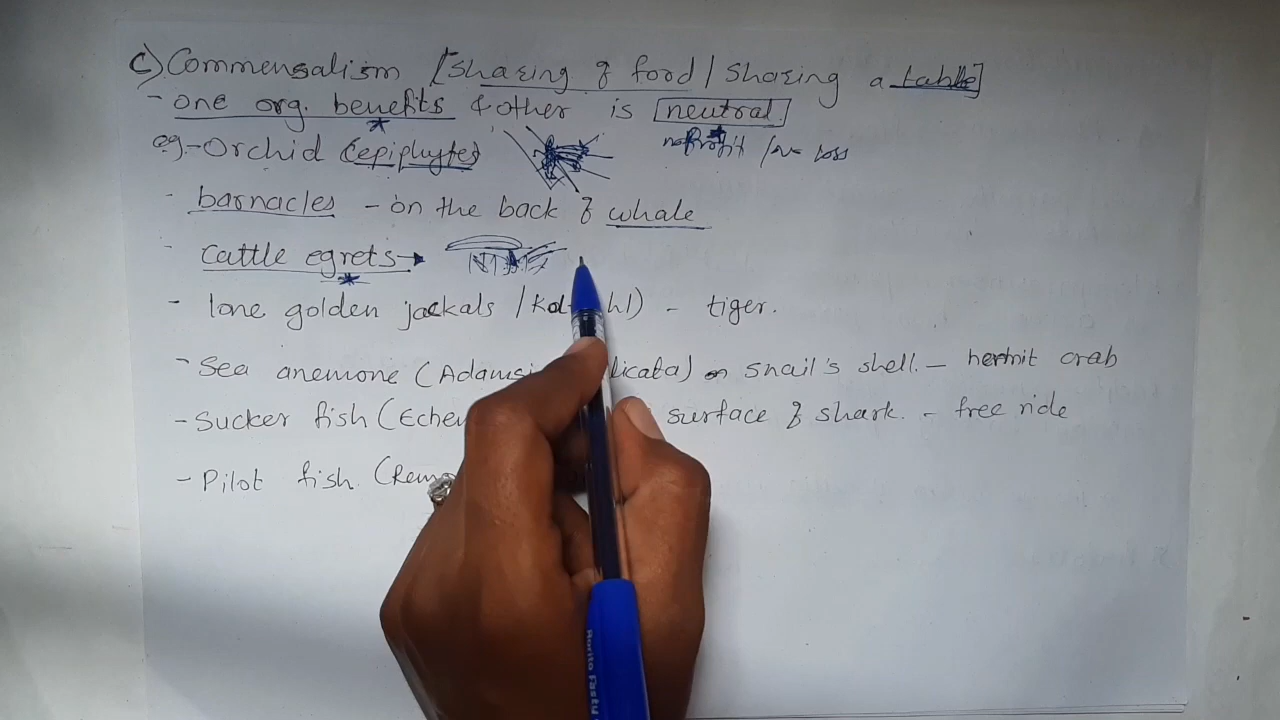 C) Commensalism [sharing of food / sharing a table]
- one org. benefits & other is neutral.
no profit / no loss
eg - Orchid (epiphyte)
- barnacles - on the back of whale
- cattle egrets →
- lone golden jackals / - tiger.
- Sea anemone ( on snail's shell. - hermit crab
- Sucker fish ( surface of shark. - free ride
- Pilot fish (